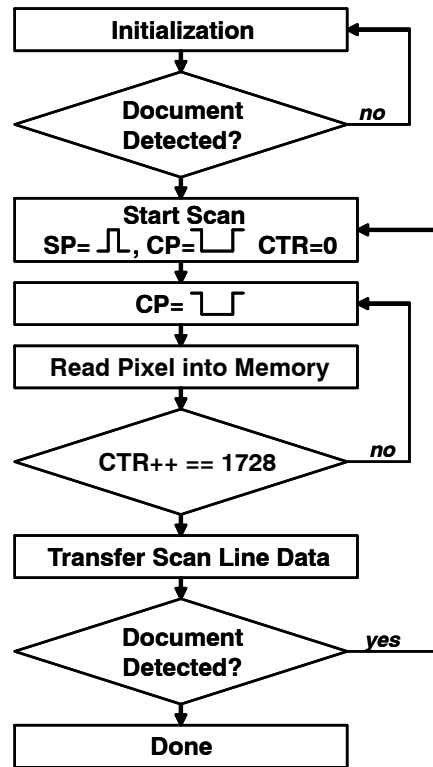 Initialization
Document
Detected?
no
Start Scan
SP= , CP= CTR=0
CP=
Read Pixel into Memory
CTR++ == 1728
no
Transfer Scan Line Data
Document
Detected?
yes
Done